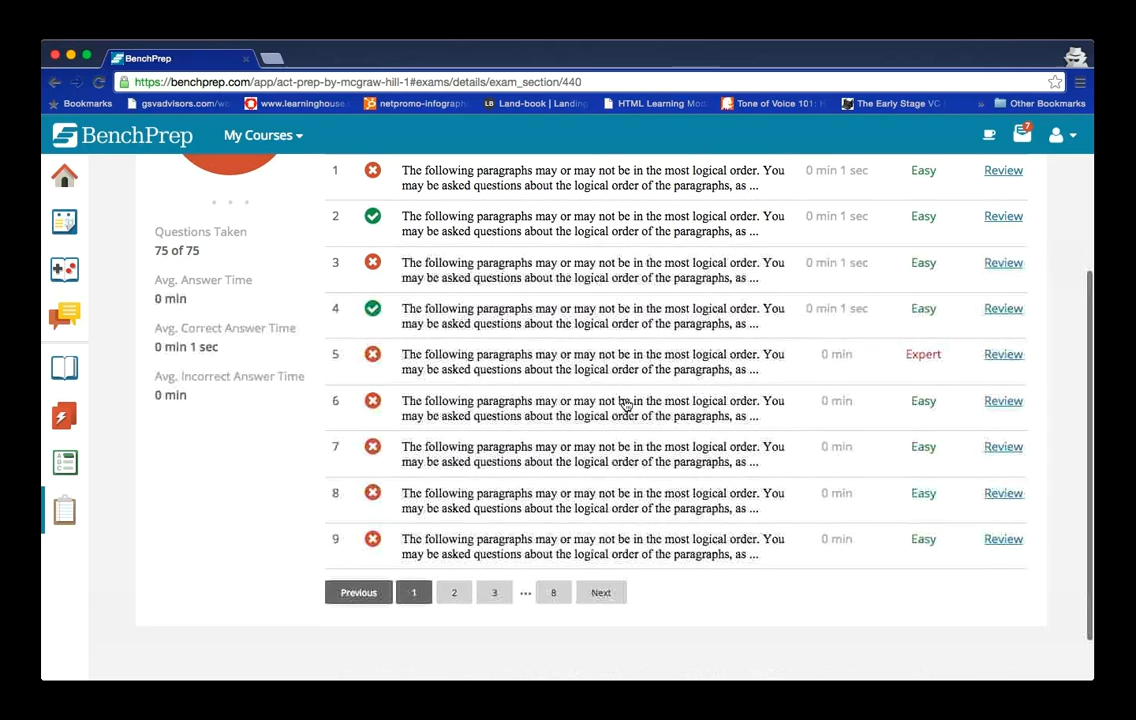 BenchPrep
https://benchprep.com/app/act-prep-by-mcgraw-hill-1#exams/details/exam_section/440
Bookmarks gsvadvisors.com/w www.learninghouse. netpromo-infograph LB Land-book | Landing HTML Learning Mod Tone of Voice 101: The Early Stage VC » Other Bookmarks
BenchPrep My Courses 7
1 The following paragraphs may or may not be in the most logical order. You 0 min 1 sec Easy Review
may be asked questions about the logical order of the paragraphs, as ...
2 The following paragraphs may or may not be in the most logical order. You 0 min 1 sec Easy Review
may be asked questions about the logical order of the paragraphs, as ...
3 The following paragraphs may or may not be in the most logical order. You 0 min 1 sec Easy Review
may be asked questions about the logical order of the paragraphs, as ...
4 The following paragraphs may or may not be in the most logical order. You 0 min 1 sec Easy Review
may be asked questions about the logical order of the paragraphs, as ...
5 The following paragraphs may or may not be in the most logical order. You 0 min Expert Review
may be asked questions about the logical order of the paragraphs, as ...
6 The following paragraphs may or may not be in the most logical order. You 0 min Easy Review
may be asked questions about the logical order of the paragraphs, as ...
7 The following paragraphs may or may not be in the most logical order. You 0 min Easy Review
may be asked questions about the logical order of the paragraphs, as ...
8 The following paragraphs may or may not be in the most logical order. You 0 min Easy Review
may be asked questions about the logical order of the paragraphs, as ...
9 The following paragraphs may or may not be in the most logical order. You 0 min Easy Review
may be asked questions about the logical order of the paragraphs, as ...
Questions Taken
75 of 75
Avg. Answer Time
0 min
Avg. Correct Answer Time
0 min 1 sec
Avg. Incorrect Answer Time
0 min
Previous 1 2 3 ... 8 Next